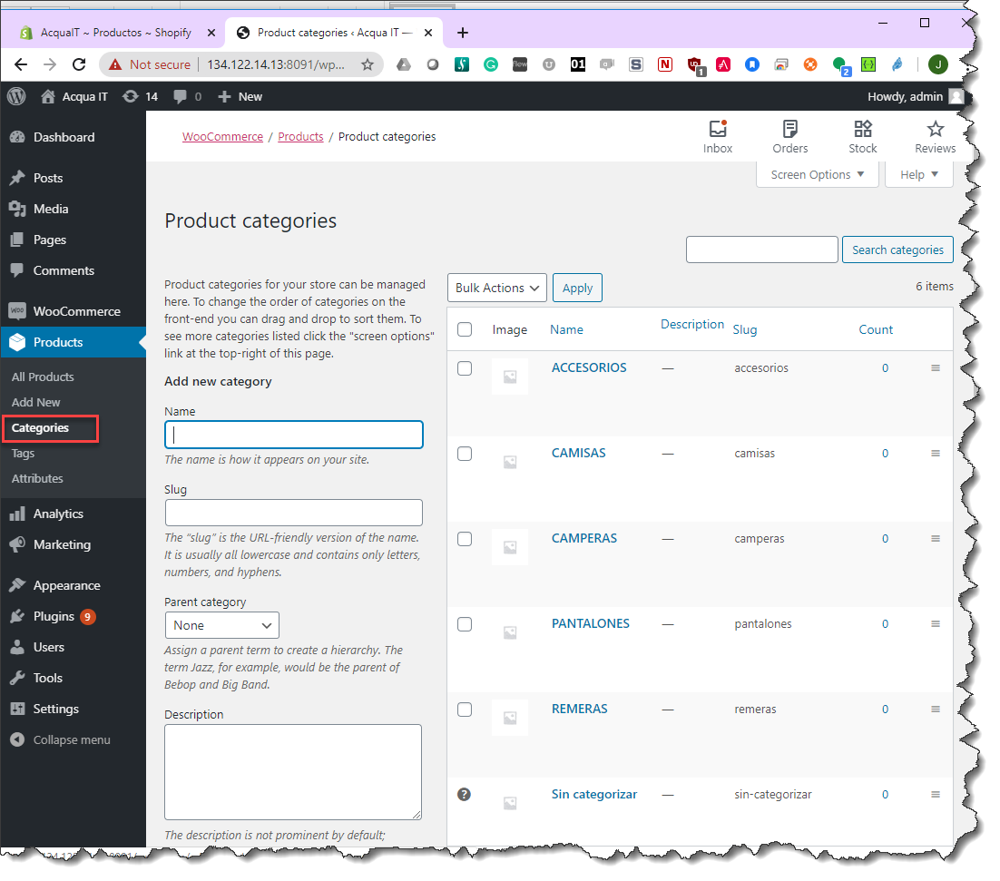 AcquaIT ~ Productos ~ Shopify
Product categories ‹ Acqua IT —
Not secure
134.122.14.13:8091/wp...
01
1
2
J
Acqua IT
14
0
New
Howdy, admin
Dashboard
Posts
Media
Pages
Comments
WooCommerce
Products
All Products
Add New
Categories
Tags
Attributes
Analytics
Marketing
Appearance
Plugins 9
Users
Tools
Settings
Collapse menu
WooCommerce / Products / Product categories
Inbox
Orders
Stock
Reviews
Screen Options
Help
Product categories
Search categories
Product categories for your store can be managed
here. To change the order of categories on the
front-end you can drag and drop to sort them. To
see more categories listed click the "screen options"
link at the top-right of this page.
Add new category
Name
The name is how it appears on your site.
Slug
The “slug” is the URL-friendly version of the name.
It is usually all lowercase and contains only letters,
numbers, and hyphens.
Parent category
None
Assign a parent term to create a hierarchy. The
term Jazz, for example, would be the parent of
Bebop and Big Band.
Description
The description is not prominent by default;
Bulk Actions
Apply
6 items
Image Name Description Slug Count
ACCESORIOS — accesorios 0
CAMISAS — camisas 0
CAMPERAS — camperas 0
PANTALONES — pantalones 0
REMERAS — remeras 0
Sin categorizar — sin-categorizar 0